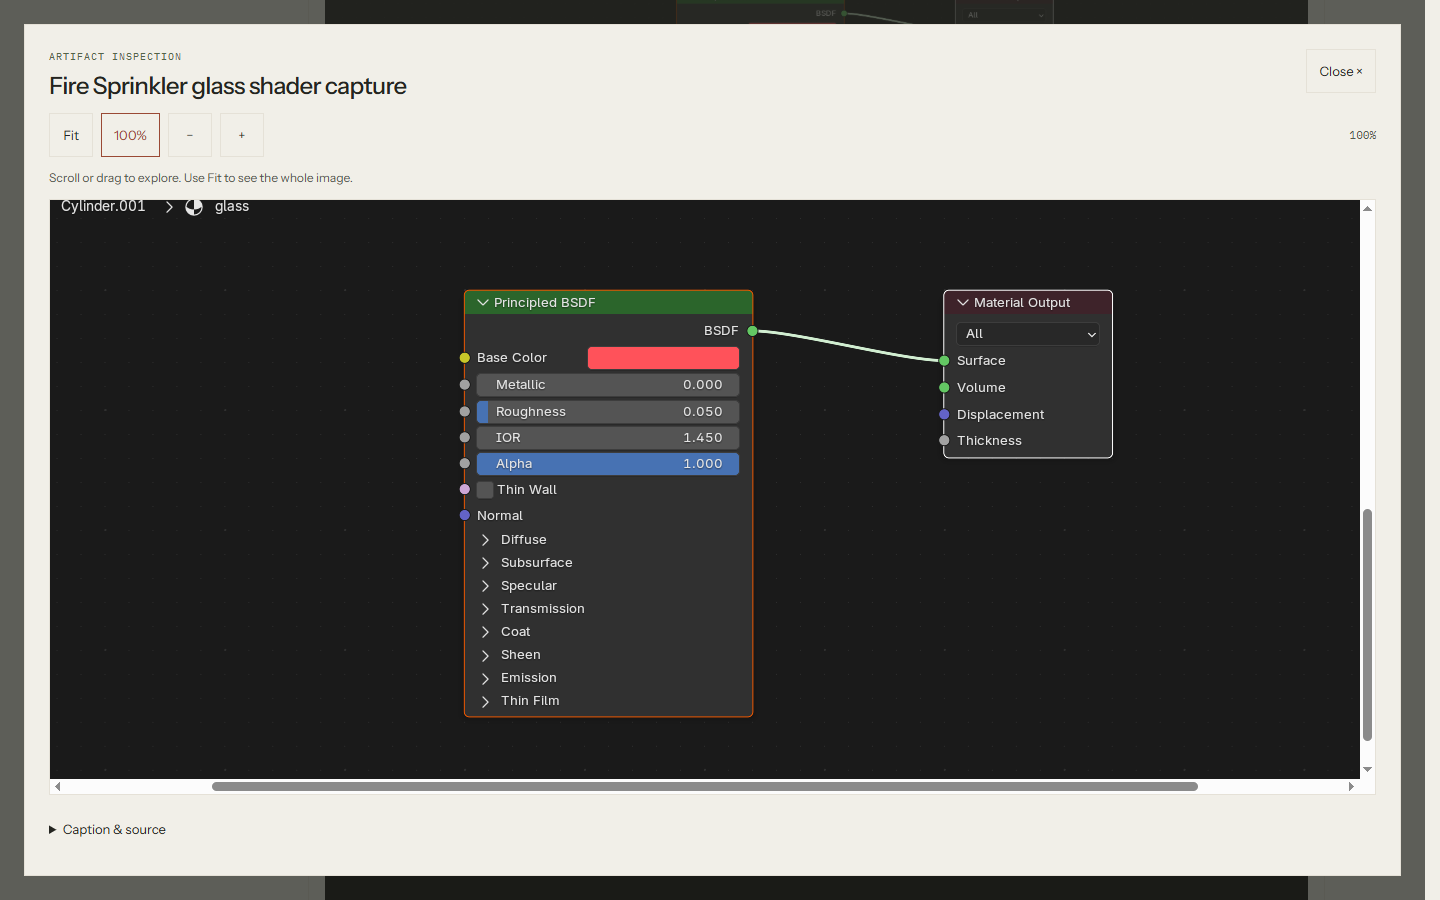 BSDF
All
ARTIFACT INSPECTION
Fire Sprinkler glass shader capture
Close ×
Fit
100%
−
+
100%
Scroll or drag to explore. Use Fit to see the whole image.
Cylinder.001 > glass
Principled BSDF
BSDF
Base Color
Metallic 0.000
Roughness 0.050
IOR 1.450
Alpha 1.000
Thin Wall
Normal
Diffuse
Subsurface
Specular
Transmission
Coat
Sheen
Emission
Thin Film
Material Output
All
Surface
Volume
Displacement
Thickness
Caption & source